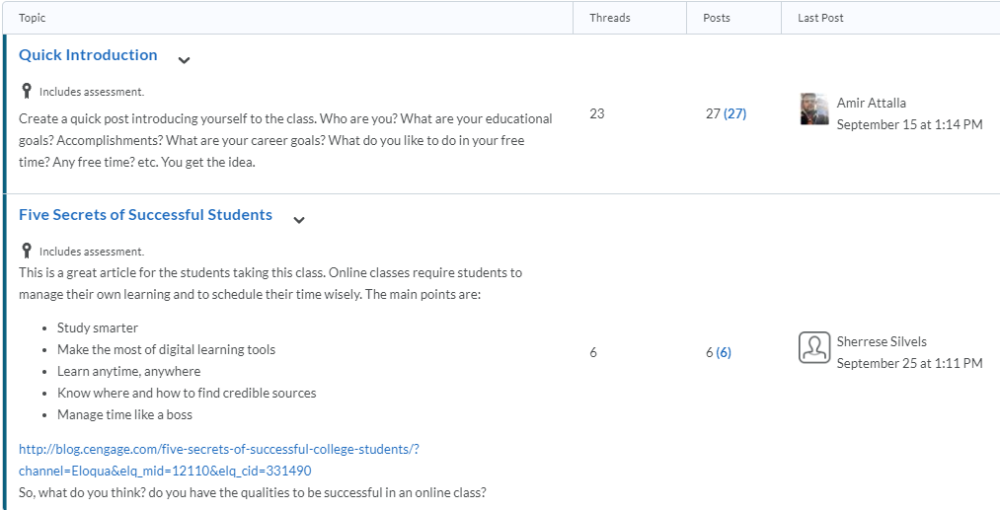 Topic Threads Posts Last Post
Quick Introduction
Includes assessment.
Create a quick post introducing yourself to the class. Who are you? What are your educational
goals? Accomplishments? What are your career goals? What do you like to do in your free
time? Any free time? etc. You get the idea.
23
27 (27)
Amir Attalla
September 15 at 1:14 PM
Five Secrets of Successful Students
Includes assessment.
This is a great article for the students taking this class. Online classes require students to
manage their own learning and to schedule their time wisely. The main points are:
• Study smarter
• Make the most of digital learning tools
• Learn anytime, anywhere
• Know where and how to find credible sources
• Manage time like a boss
http://blog.cengage.com/five-secrets-of-successful-college-students/?
channel=Eloqua&elq_mid=12110&elq_cid=331490
So, what do you think? do you have the qualities to be successful in an online class?
6
6 (6)
Sherrese Silvels
September 25 at 1:11 PM